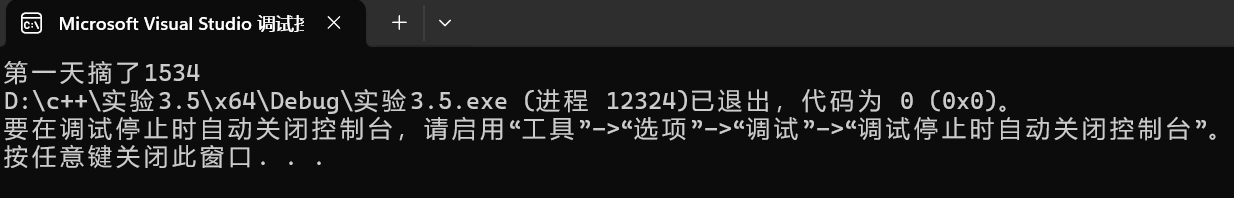 Microsoft Visual Studio 调试控
第一天摘了1534
D:\c++\实验3.5\x64\Debug\实验3.5.exe (进程 12324)已退出，代码为 0 (0x0)。
要在调试停止时自动关闭控制台，请启用“工具”->“选项”->“调试”->“调试停止时自动关闭控制台”。
按任意键关闭此窗口. . .